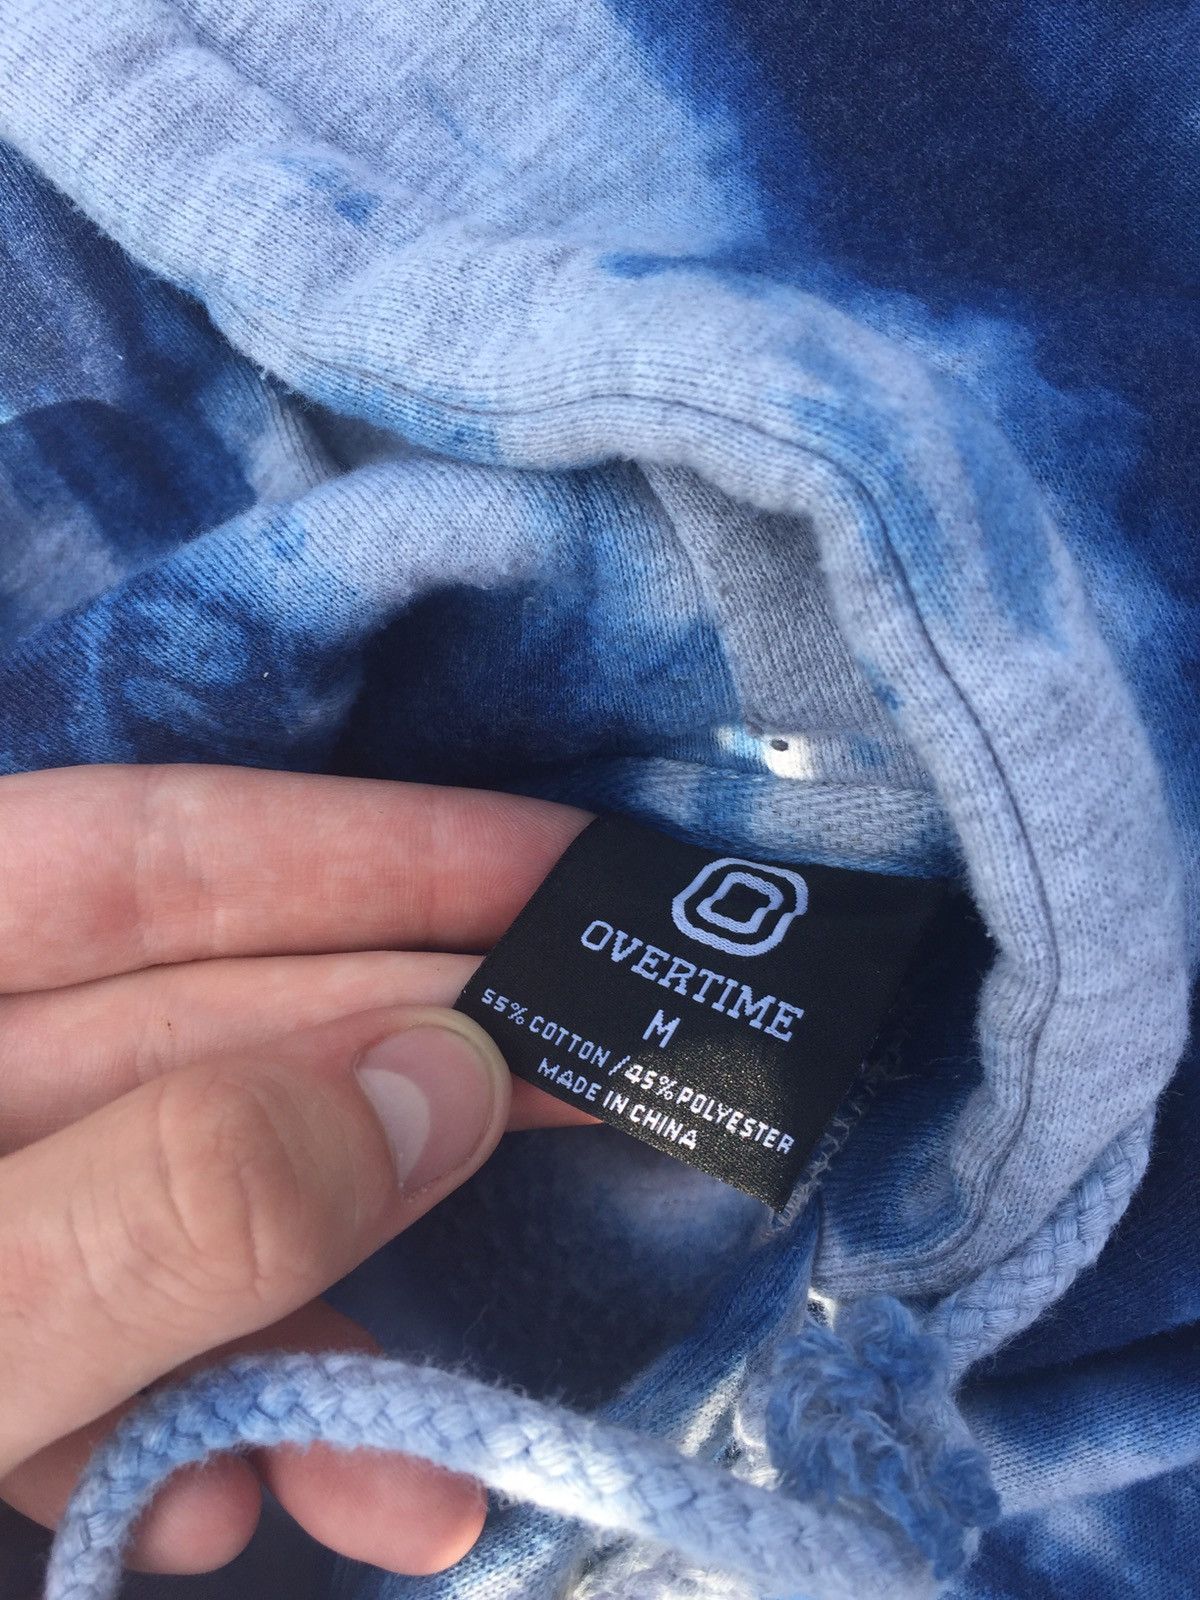 OVERTIME
M
55% COTTON / 45% POLYESTER
MADE IN CHINA